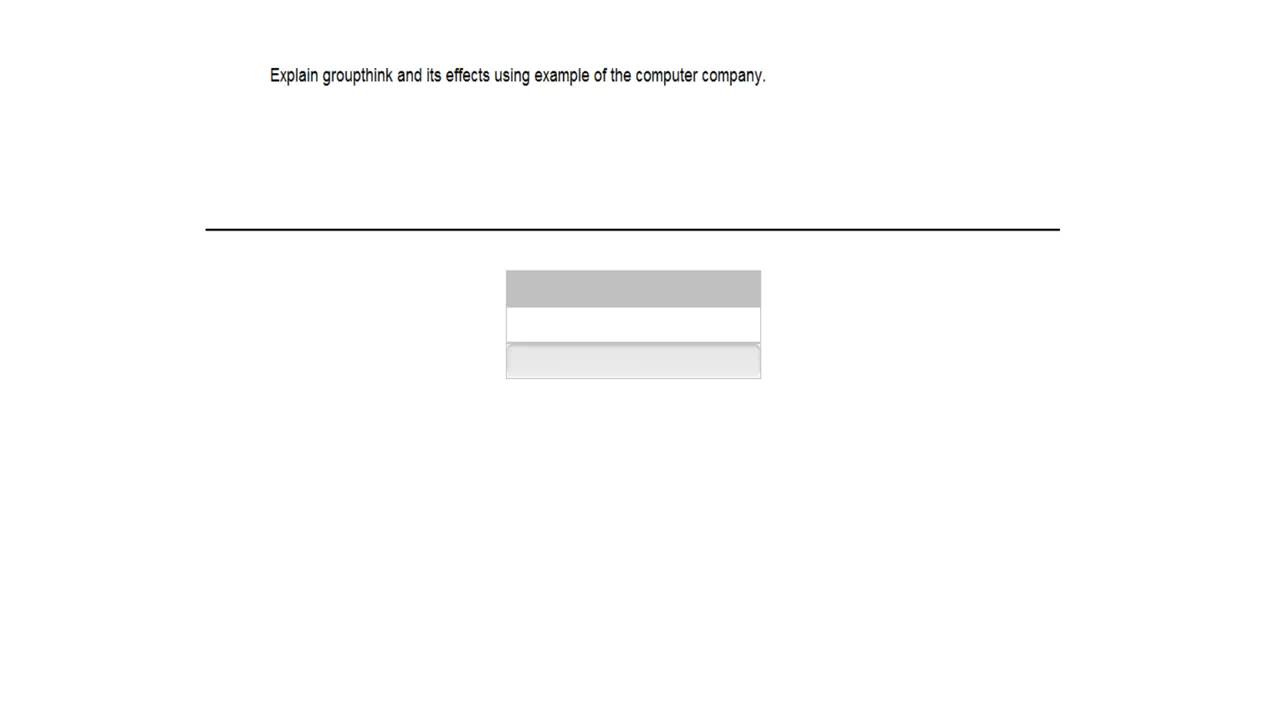 Explain groupthink and its effects using example of the computer company.